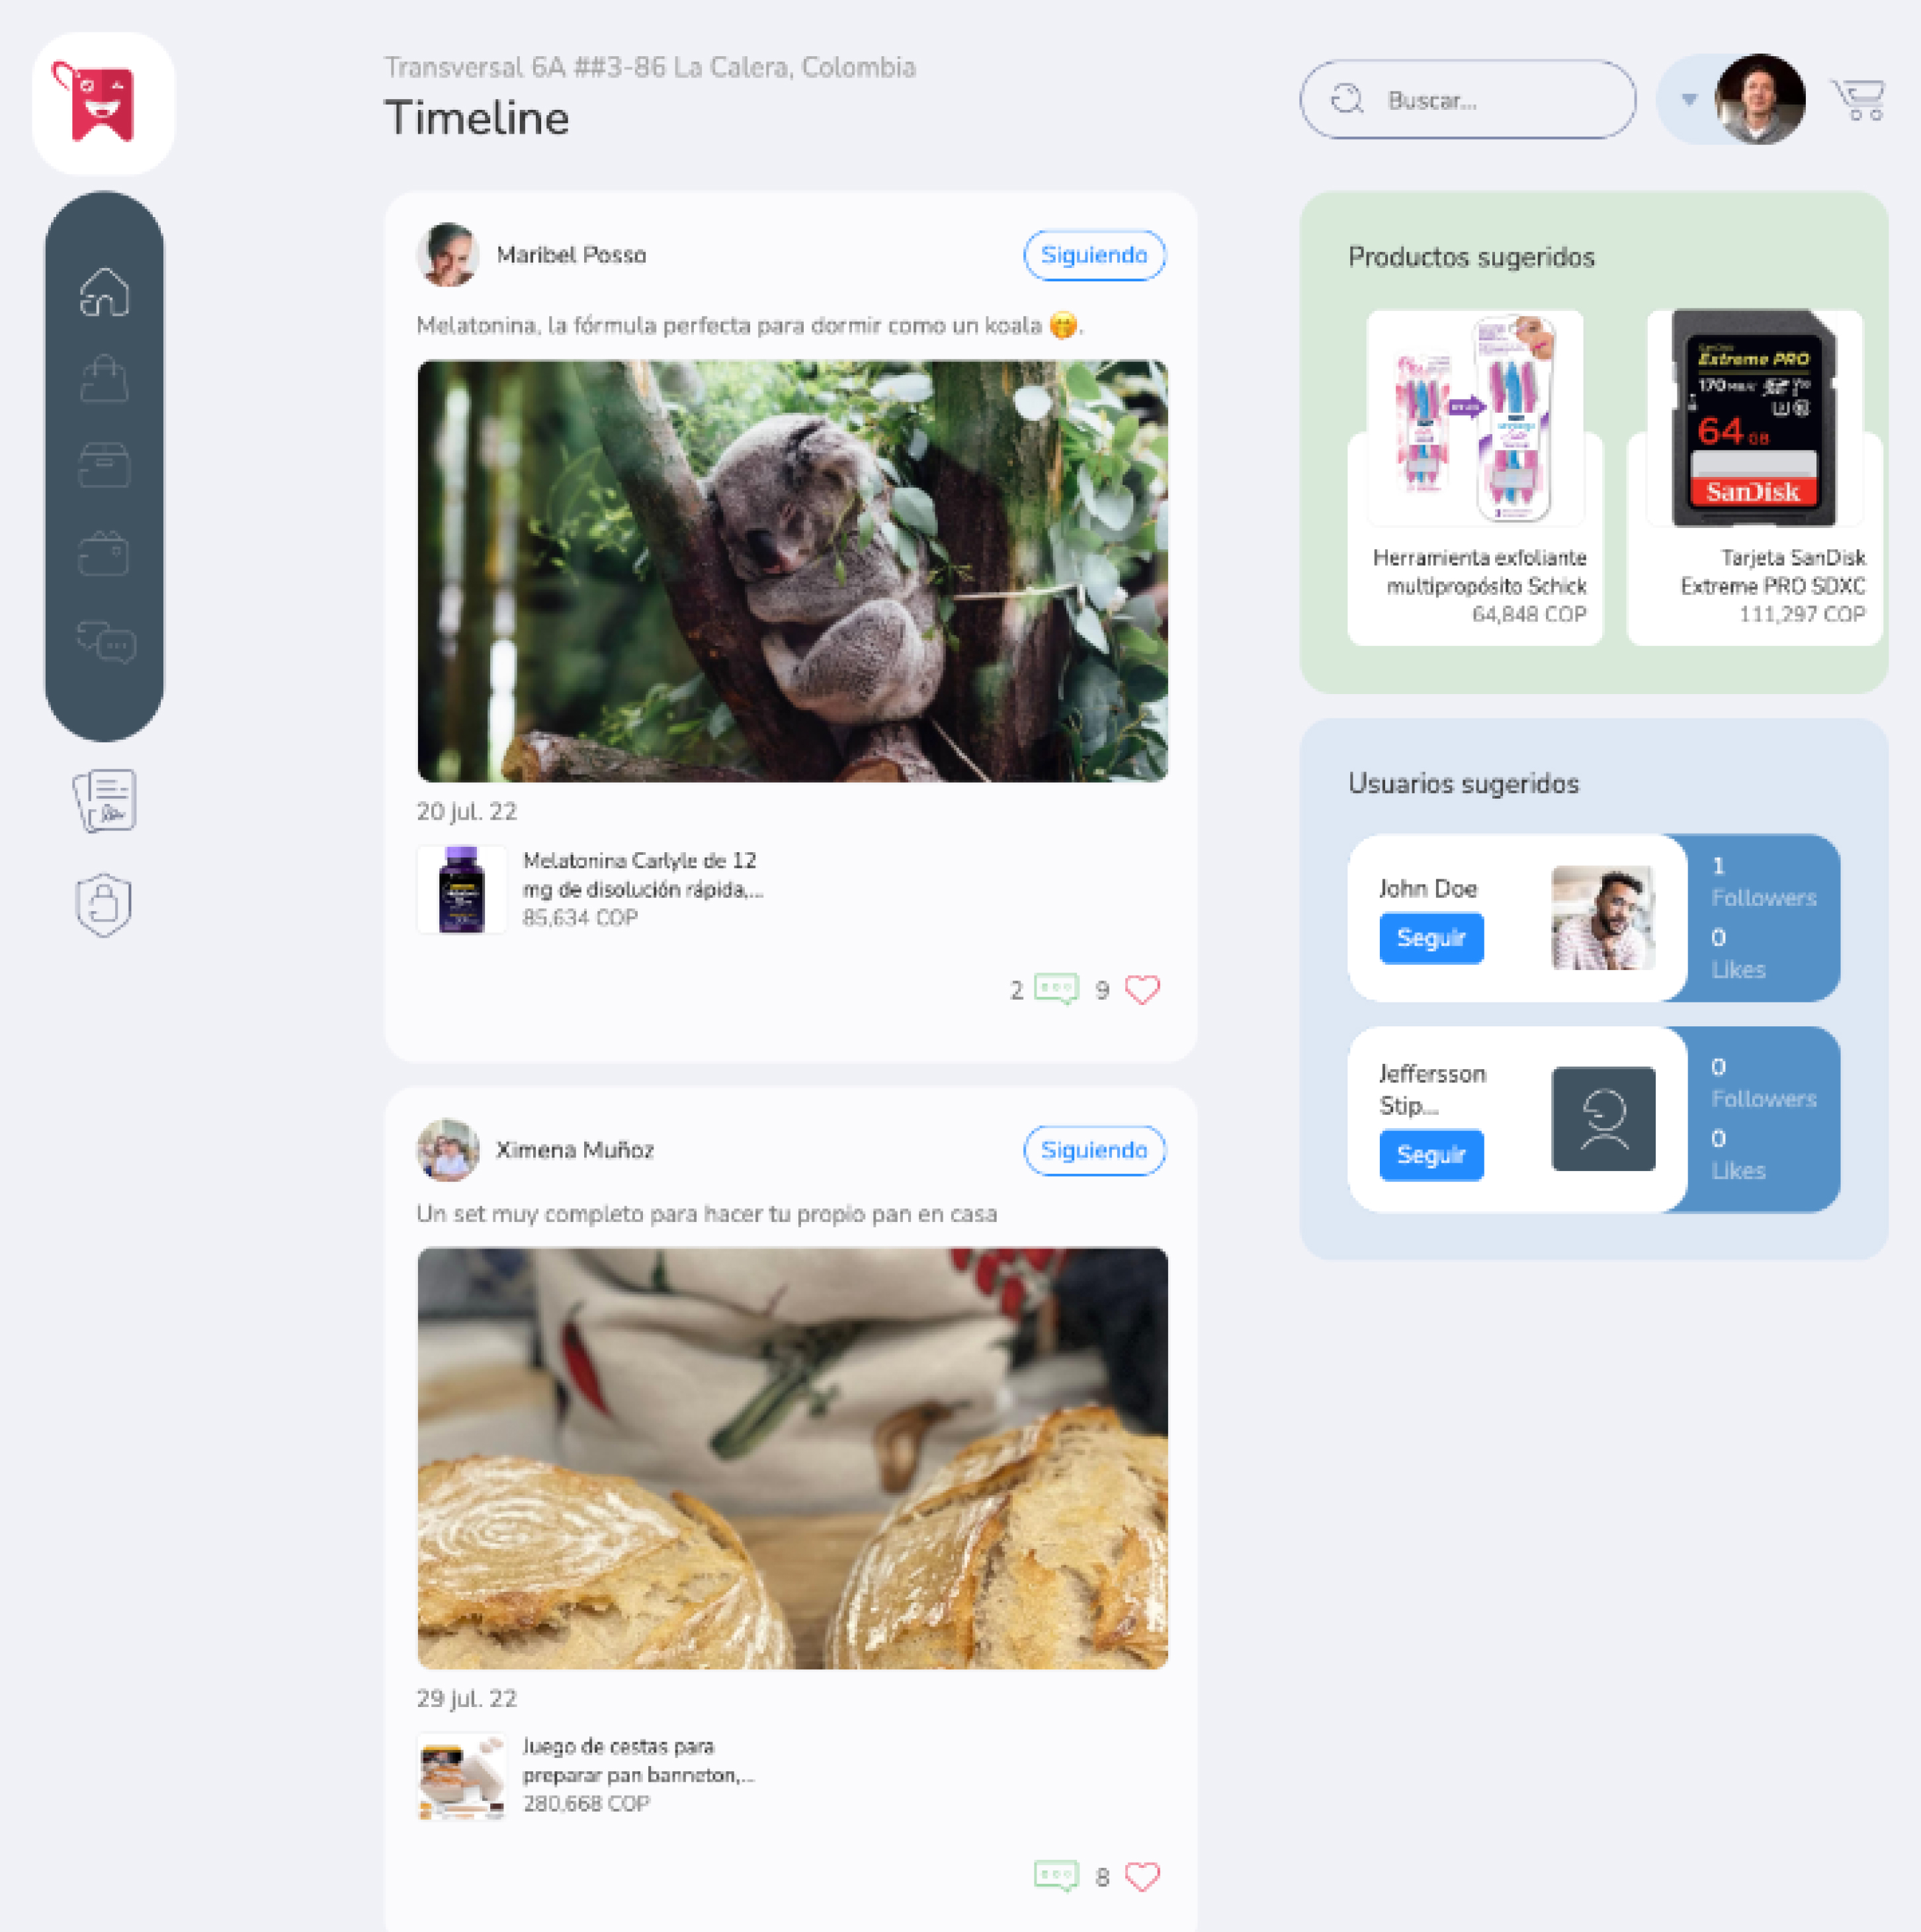 Transversal 6A ##3-86 La Calera, Colombia
Timeline
Buscar...
Maribel Posso
Siguiendo
Melatonina, la fórmula perfecta para dormir como un koala 🤭.
20 jul. 22
Melatonina Carlyle de 12
mg de disolución rápida,...
85,634 COP
2
9
Ximena Muñoz
Siguiendo
Un set muy completo para hacer tu propio pan en casa
29 jul. 22
Juego de cestas para
preparar pan banneton,...
280,668 COP
8
Productos sugeridos
Herramienta exfoliante
multipropósito Schick
64,848 COP
SanDisk
Extreme PRO
170 MB/s
64 GB
SanDisk
Tarjeta SanDisk
Extreme PRO SDXC
111,297 COP
Usuarios sugeridos
John Doe
Seguir
1
Followers
0
Likes
Jeffersson
Stip...
Seguir
0
Followers
0
Likes